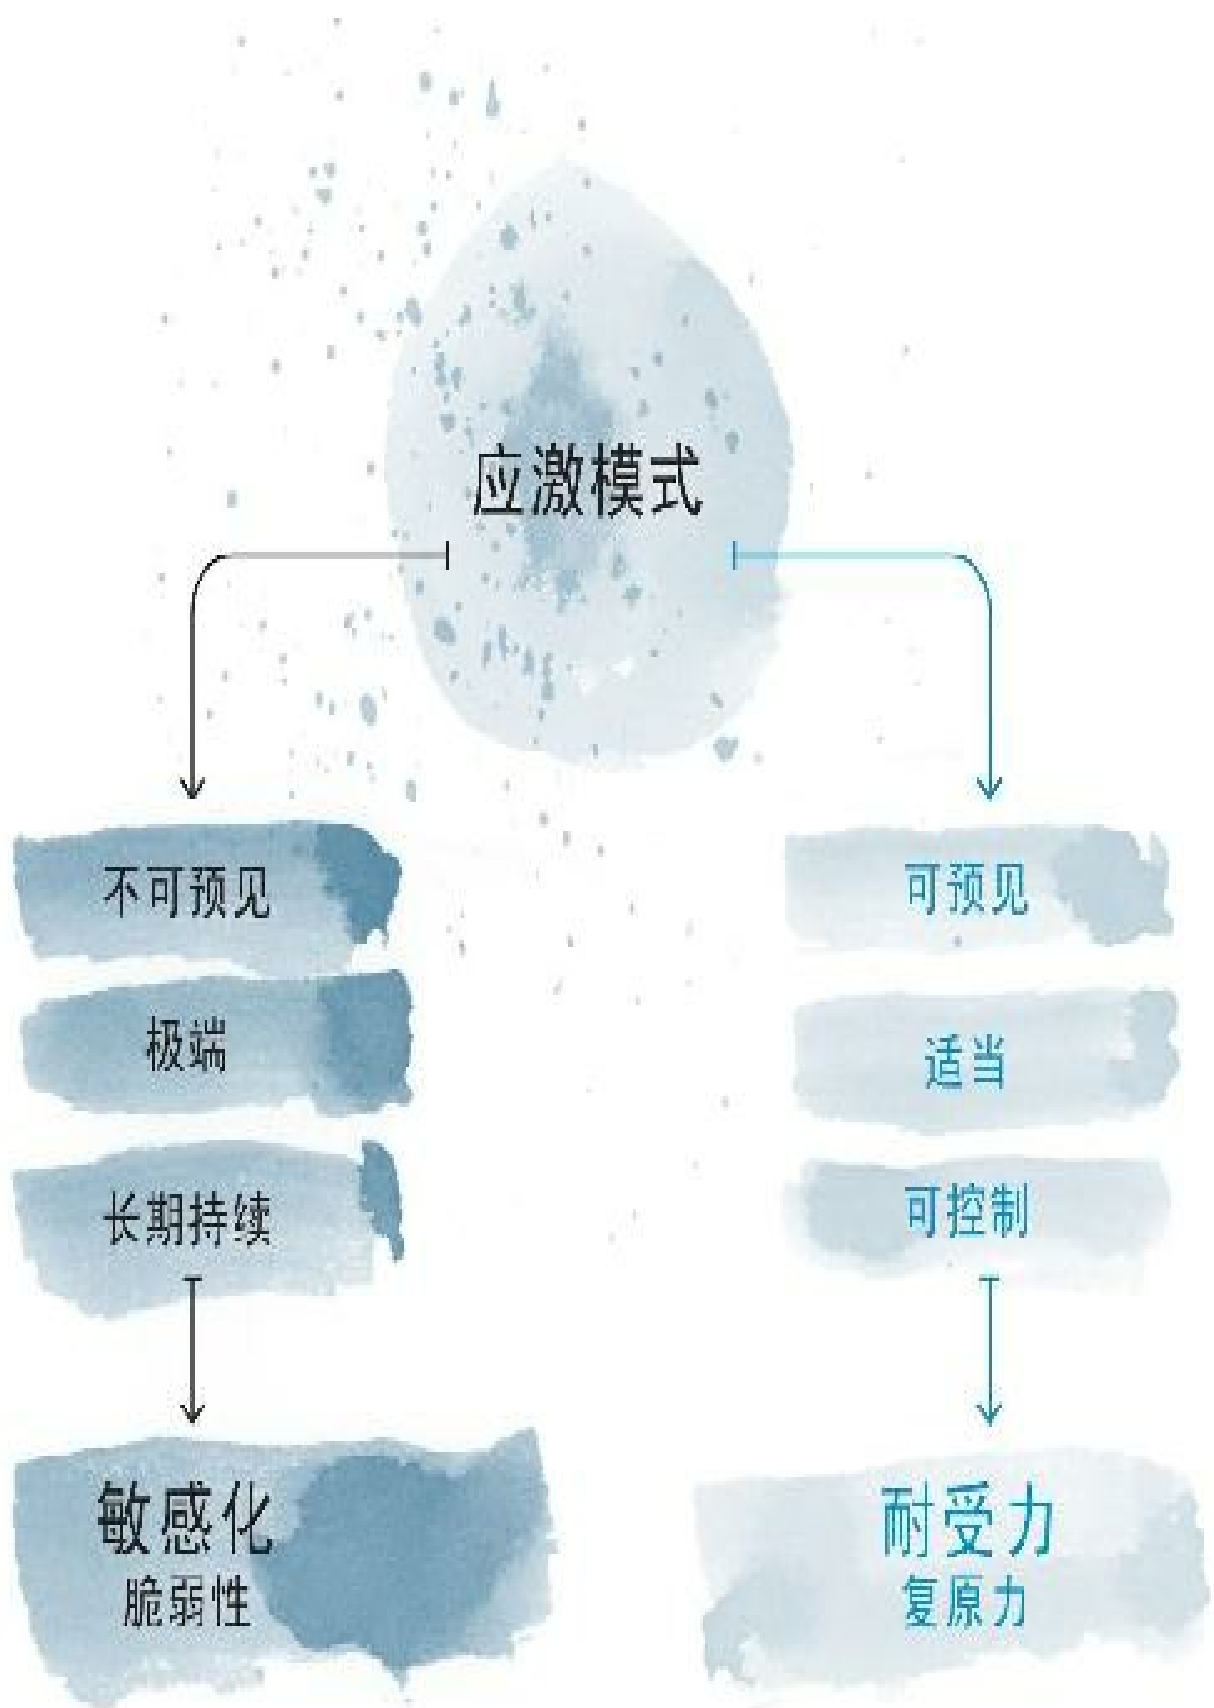 应激模式
不可预见
极端
长期持续
敏感化
脆弱性
可预见
适当
可控制
耐受力
复原力